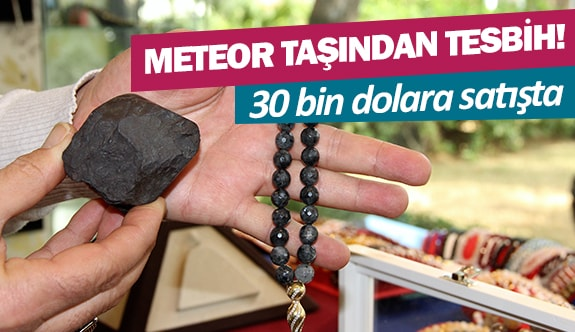 METEOR TAŞINDAN TESBİH!
30 bin dolara satışta